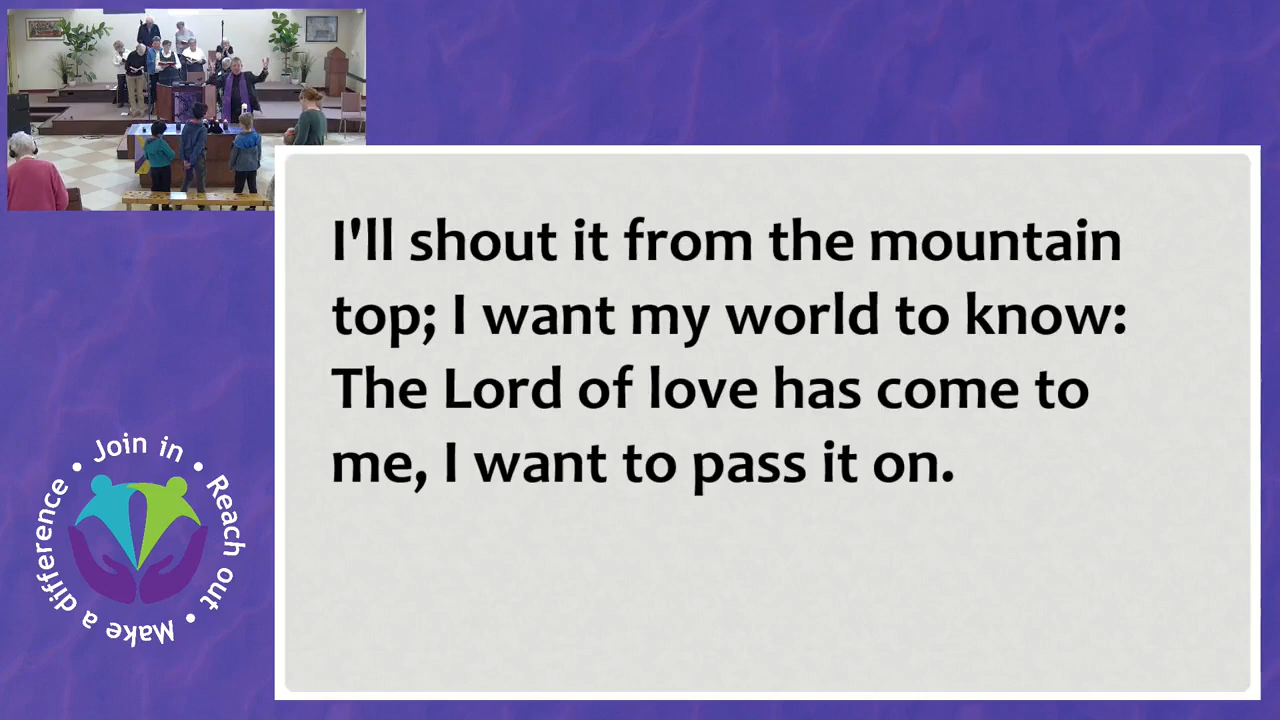 I'll shout it from the mountain
top; I want my world to know:
The Lord of love has come to
me, I want to pass it on.
Join in • Reach out • Make a difference •